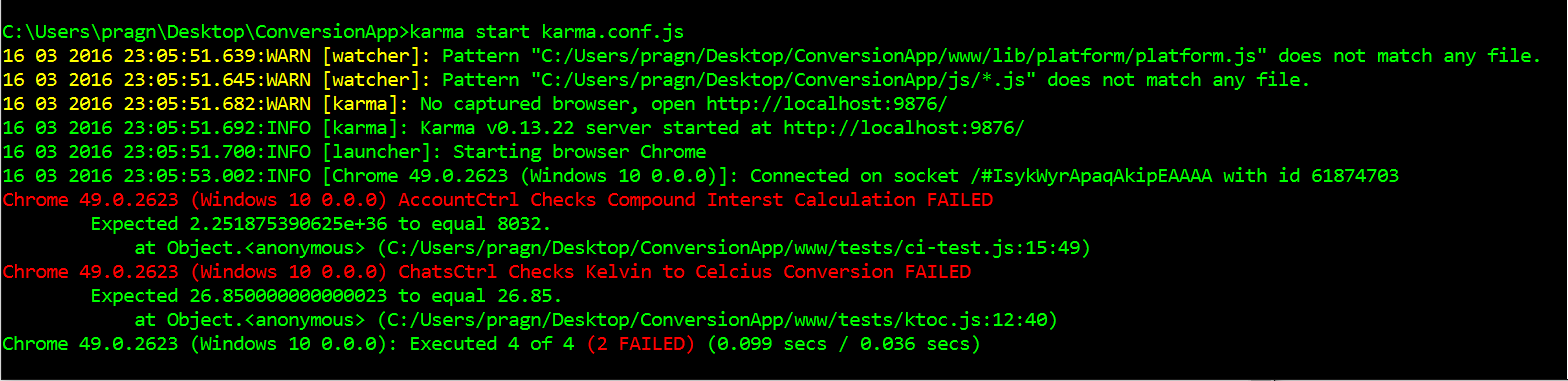 C:\Users\pragn\Desktop\ConversionApp>karma start karma.conf.js
16 03 2016 23:05:51.639:WARN [watcher]: Pattern "C:/Users/pragn/Desktop/ConversionApp/www/lib/platform/platform.js" does not match any file.
16 03 2016 23:05:51.645:WARN [watcher]: Pattern "C:/Users/pragn/Desktop/ConversionApp/js/*.js" does not match any file.
16 03 2016 23:05:51.682:WARN [karma]: No captured browser, open http://localhost:9876/
16 03 2016 23:05:51.692:INFO [karma]: Karma v0.13.22 server started at http://localhost:9876/
16 03 2016 23:05:51.700:INFO [launcher]: Starting browser Chrome
16 03 2016 23:05:53.002:INFO [Chrome 49.0.2623 (Windows 10 0.0.0)]: Connected on socket /#IsykWyrApaqAkipEAAAA with id 61874703
Chrome 49.0.2623 (Windows 10 0.0.0) AccountCtrl Checks Compound Interst Calculation FAILED
        Expected 2.251875390625e+36 to equal 8032.
            at Object.<anonymous> (C:/Users/pragn/Desktop/ConversionApp/www/tests/ci-test.js:15:49)
Chrome 49.0.2623 (Windows 10 0.0.0) ChatsCtrl Checks Kelvin to Celcius Conversion FAILED
        Expected 26.850000000000023 to equal 26.85.
            at Object.<anonymous> (C:/Users/pragn/Desktop/ConversionApp/www/tests/ktoc.js:12:40)
Chrome 49.0.2623 (Windows 10 0.0.0): Executed 4 of 4 (2 FAILED) (0.099 secs / 0.036 secs)